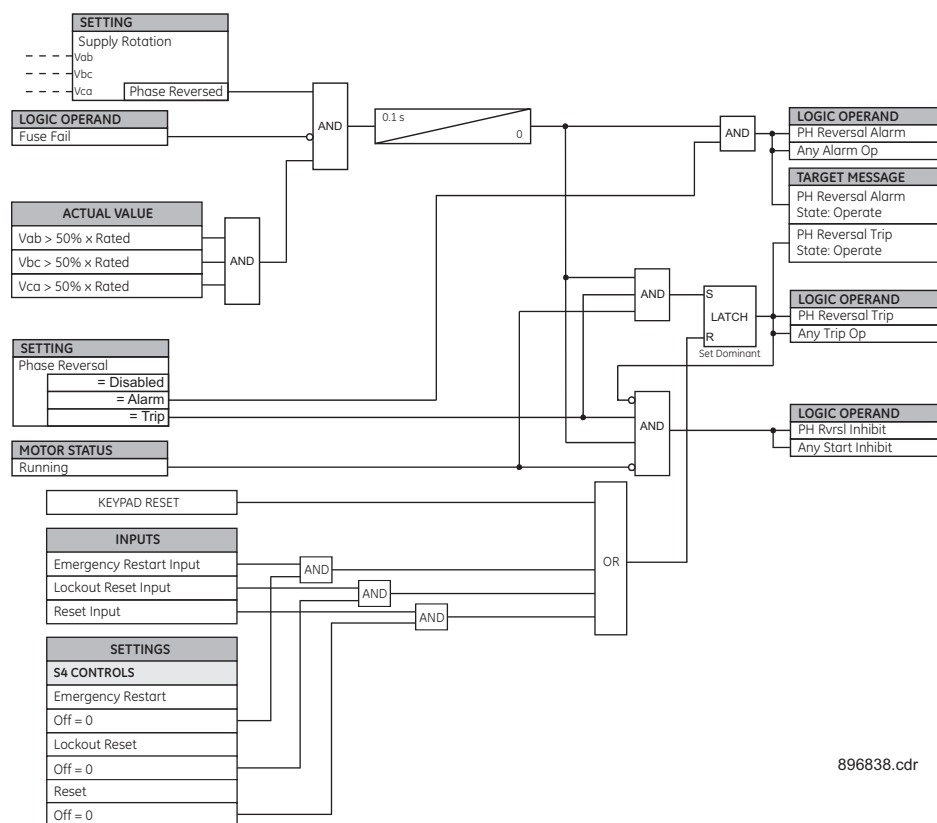 SETTING
Supply Rotation
Vab
Vbc
Vca
Phase Reversed
LOGIC OPERAND
Fuse Fail
AND
0.1 s
0
AND
LOGIC OPERAND
PH Reversal Alarm
Any Alarm Op
TARGET MESSAGE
PH Reversal Alarm
State: Operate
PH Reversal Trip
State: Operate
ACTUAL VALUE
Vab > 50% x Rated
Vbc > 50% x Rated
Vca > 50% x Rated
AND
AND
S
LATCH
R
Set Dominant
LOGIC OPERAND
PH Reversal Trip
Any Trip Op
SETTING
Phase Reversal
= Disabled
= Alarm
= Trip
AND
LOGIC OPERAND
PH Rvrsl Inhibit
Any Start Inhibit
MOTOR STATUS
Running
KEYPAD RESET
INPUTS
Emergency Restart Input
Lockout Reset Input
Reset Input
AND
AND
AND
OR
SETTINGS
S4 CONTROLS
Emergency Restart
Off = 0
Lockout Reset
Off = 0
Reset
Off = 0
896838.cdr